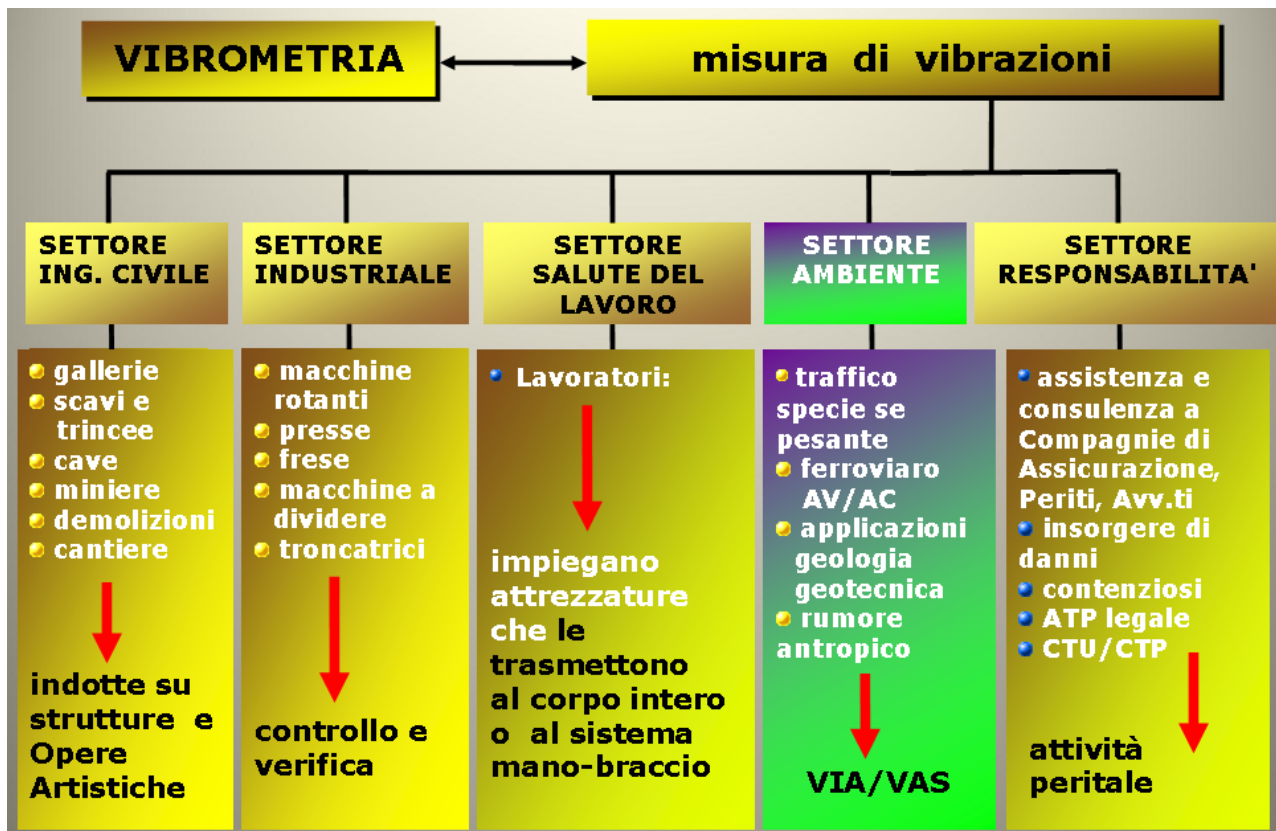 VIBROMETRIA
misura di vibrazioni
SETTORE
ING. CIVILE
gallerie
scavi e
trincee
cave
miniere
demolizioni
cantiere
indotte su
strutture e
Opere
Artistiche
SETTORE
INDUSTRIALE
macchine
rotanti
presse
frese
macchine a
dividere
troncatrici
controllo e
verifica
SETTORE
SALUTE DEL
LAVORO
Lavoratori:
impiegano
attrezzature
che le
trasmettono
al corpo intero
o al sistema
mano-braccio
SETTORE
AMBIENTE
traffico
specie se
pesante
ferroviaro
AV/AC
applicazioni
geologia
geotecnica
rumore
antropico
VIA/VAS
SETTORE
RESPONSABILITA'
assistenza e
consulenza a
Compagnie di
Assicurazione,
Periti, Avv.ti
insorgere di
danni
contenziosi
ATP legale
CTU/CTP
attività
peritale